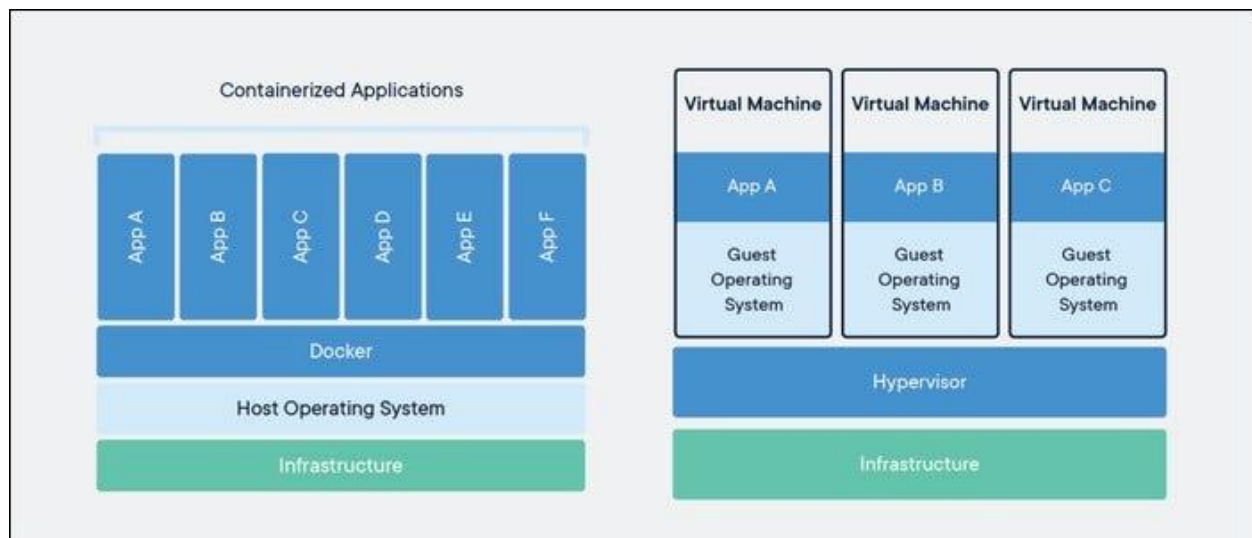 Containerized Applications
App A
App B
App C
App D
App E
App F
Docker
Host Operating System
Infrastructure
Virtual Machine
App A
Guest
Operating
System
Virtual Machine
App B
Guest
Operating
System
Virtual Machine
App C
Guest
Operating
System
Hypervisor
Infrastructure